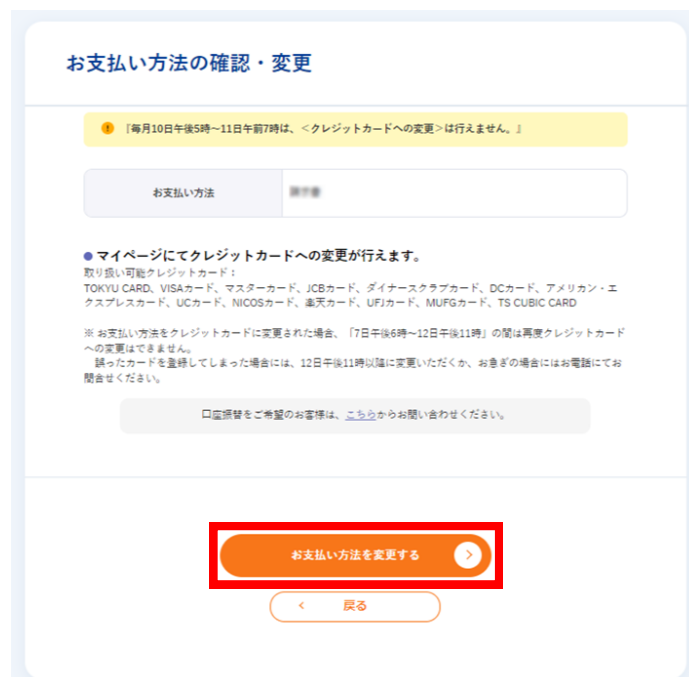 お支払い方法の確認・変更
『毎月10日午後5時～11日午前7時は、＜クレジットカードへの変更＞は行えません。』
お支払い方法
マイページにてクレジットカードへの変更が行えます。
取り扱い可能クレジットカード：
TOKYU CARD、VISAカード、マスターカード、JCBカード、ダイナースクラブカード、DCカード、アメリカン・エ
クスプレスカード、UCカード、NICOSカード、楽天カード、UFJカード、MUFGカード、TS CUBIC CARD
※ お支払い方法をクレジットカードに変更された場合、「7日午後6時～12日午後11時」の間は再度クレジットカード
への変更はできません。
誤ったカードを登録してしまった場合には、12日午後11時以降に変更いただくか、お急ぎの場合にはお電話にてお
問合せください。
口座振替をご希望のお客様は、こちらからお問い合わせください。
お支払い方法を変更する
戻る